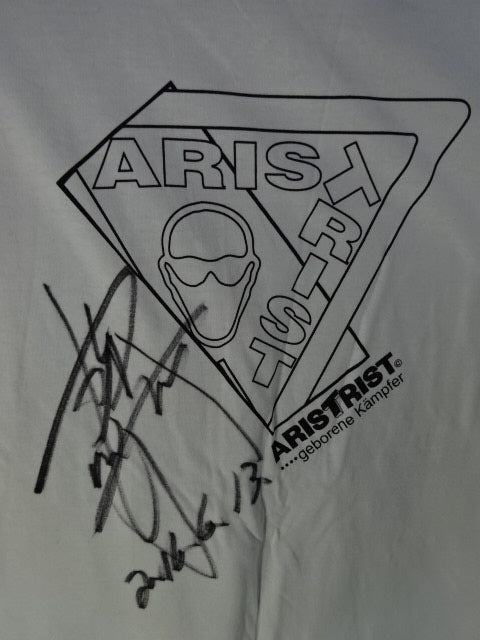 ARIS
TRIST
ARISTRIST©
....geborene Kämpfer
2016.6.13